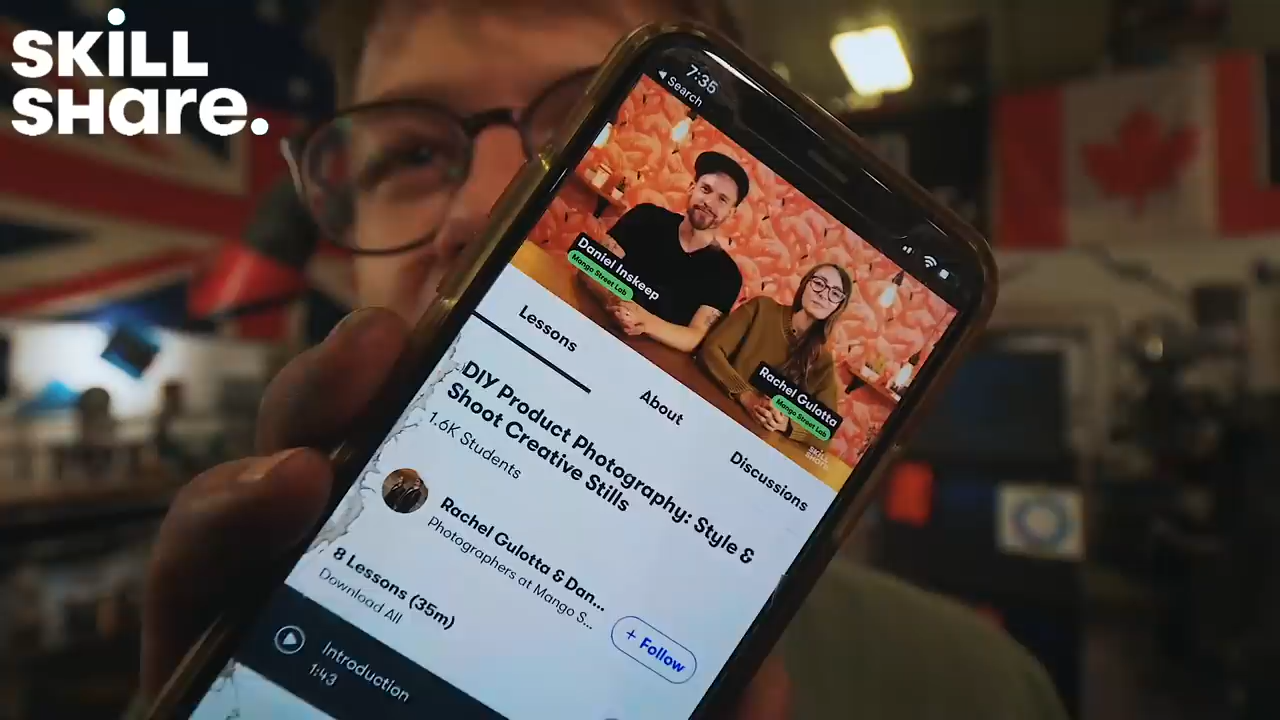 SKiLL
SHare.
7:35
Search
Daniel Inskeep
Mango Street Lab
Rachel Gulotta
Mango Street Lab
SKiLL
SHare.
Lessons
About
Discussions
DIY Product Photography: Style &
Shoot Creative Stills
1.6K Students
Rachel Gulotta & Dan...
Photographers at Mango S...
+ Follow
8 Lessons (35m)
Download All
Introduction
1:43